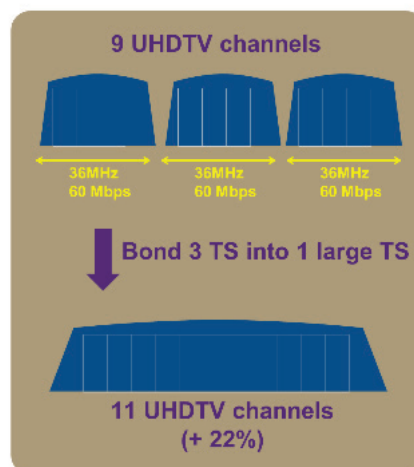 9 UHDTV channels
36MHz 36MHz 36MHz
60 Mbps 60 Mbps 60 Mbps
Bond 3 TS into 1 large TS
11 UHDTV channels
(+ 22%)